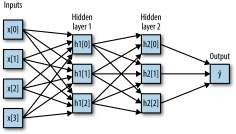 Inputs
Hidden
layer 1
Hidden
layer 2
Output
x[0]
x[1]
x[2]
x[3]
h1[0]
h1[1]
h1[2]
h2[0]
h2[1]
h2[2]
ŷ